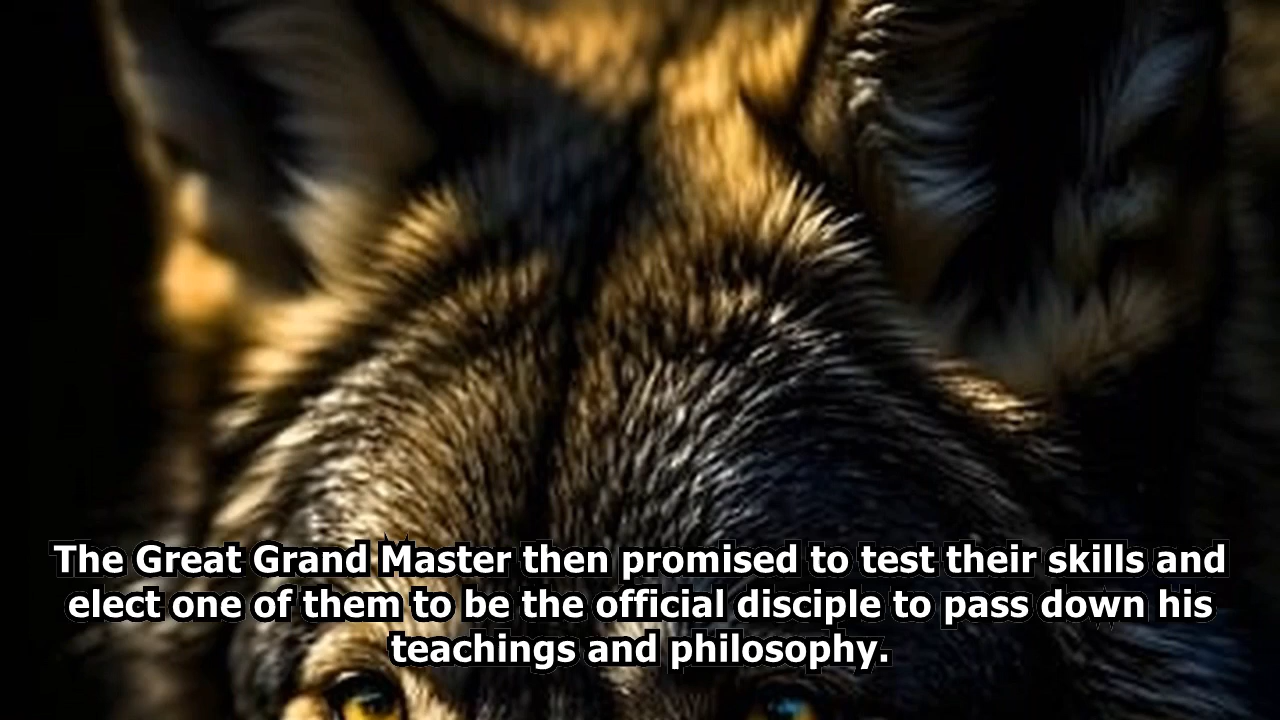 The Great Grand Master then promised to test their skills and
elect one of them to be the official disciple to pass down his
teachings and philosophy.